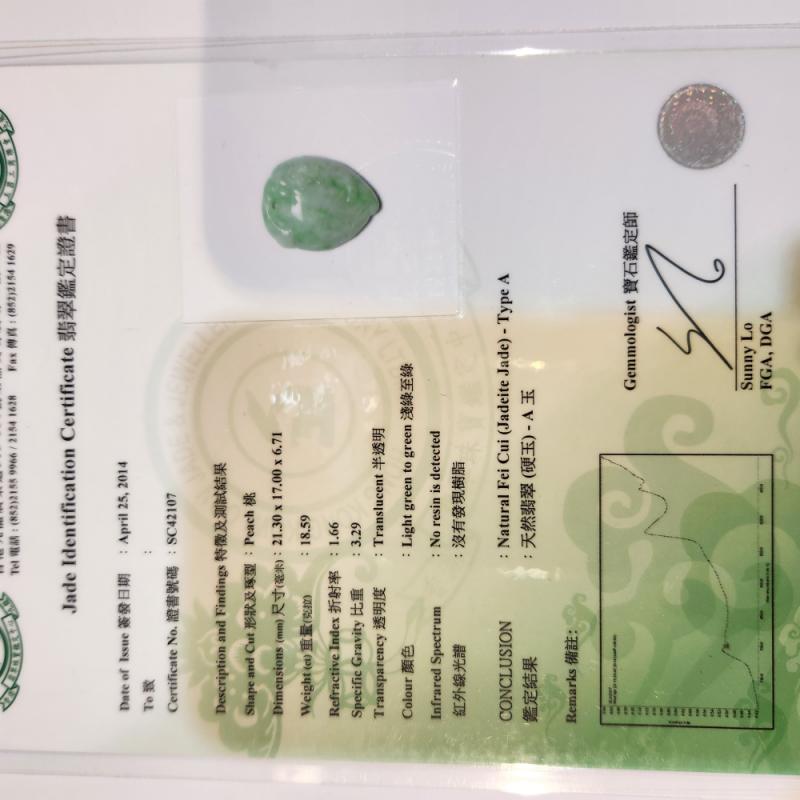 Tel 電話 : (852)2155 9966 / 2154 1628 Fax 傳真 : (852)2154 1629
Jade Identification Certificate 翡翠鑑定證書
Date of Issue 簽發日期 : April 25, 2014
To 致 :
Certificate No. 證書號碼 : SC42107
Description and Findings 特徵及測試結果
Shape and Cut 形狀及琢型 : Peach 桃
Dimensions (mm) 尺寸(毫米) : 21.30 x 17.00 x 6.71
Weight (ct) 重量(克拉) : 18.59
Refractive Index 折射率 : 1.66
Specific Gravity 比重 : 3.29
Transparency 透明度 : Translucent 半透明
Colour 顏色 : Light green to green 淺綠至綠
Infrared Spectrum : No resin is detected
紅外線光譜 : 沒有發現樹脂
CONCLUSION : Natural Fei Cui (Jadeite Jade) - Type A
鑑定結果 : 天然翡翠 (硬玉) - A 玉
Remarks 備註:
Gemmologist 寶石鑑定師
Sunny Lo
FGA, DGA